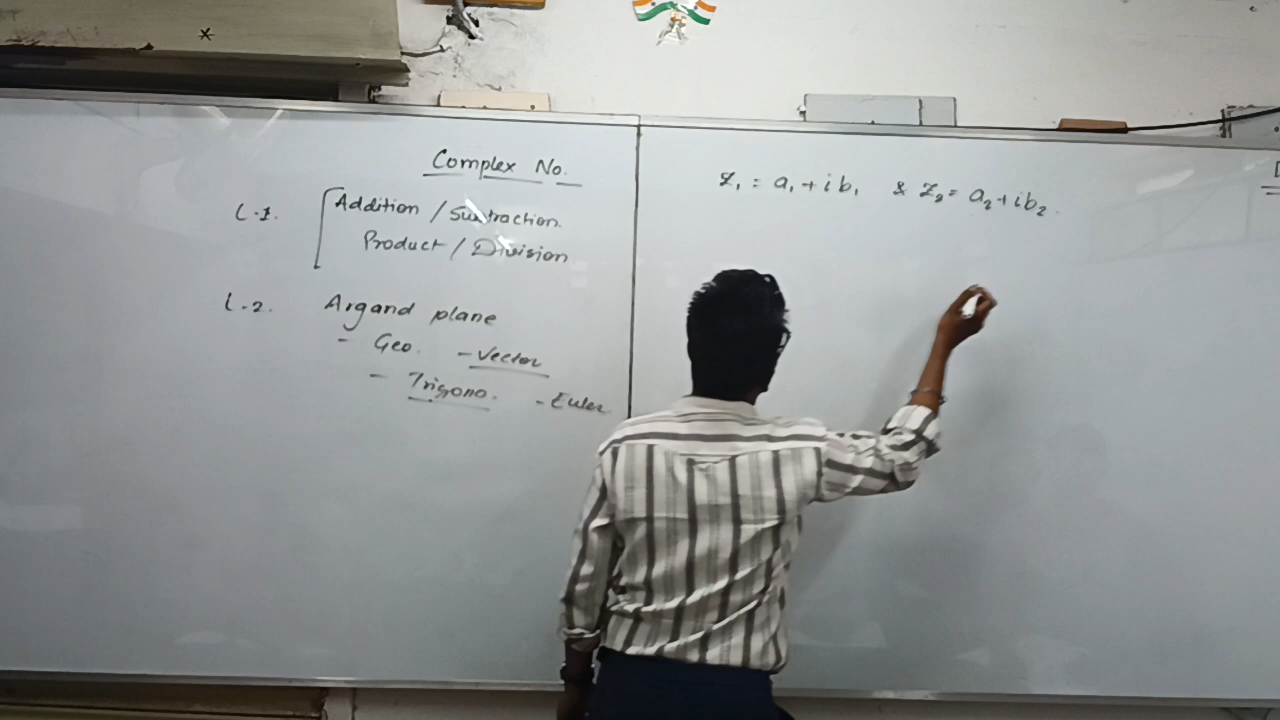 Complex No.
L-1. Addition / Subtraction
Product / Division
L-2. Argand plane
- Geo. - Vector
- Trigono. - Euler
z₁ = a₁ + ib₁ & z₂ = a₂ + ib₂.